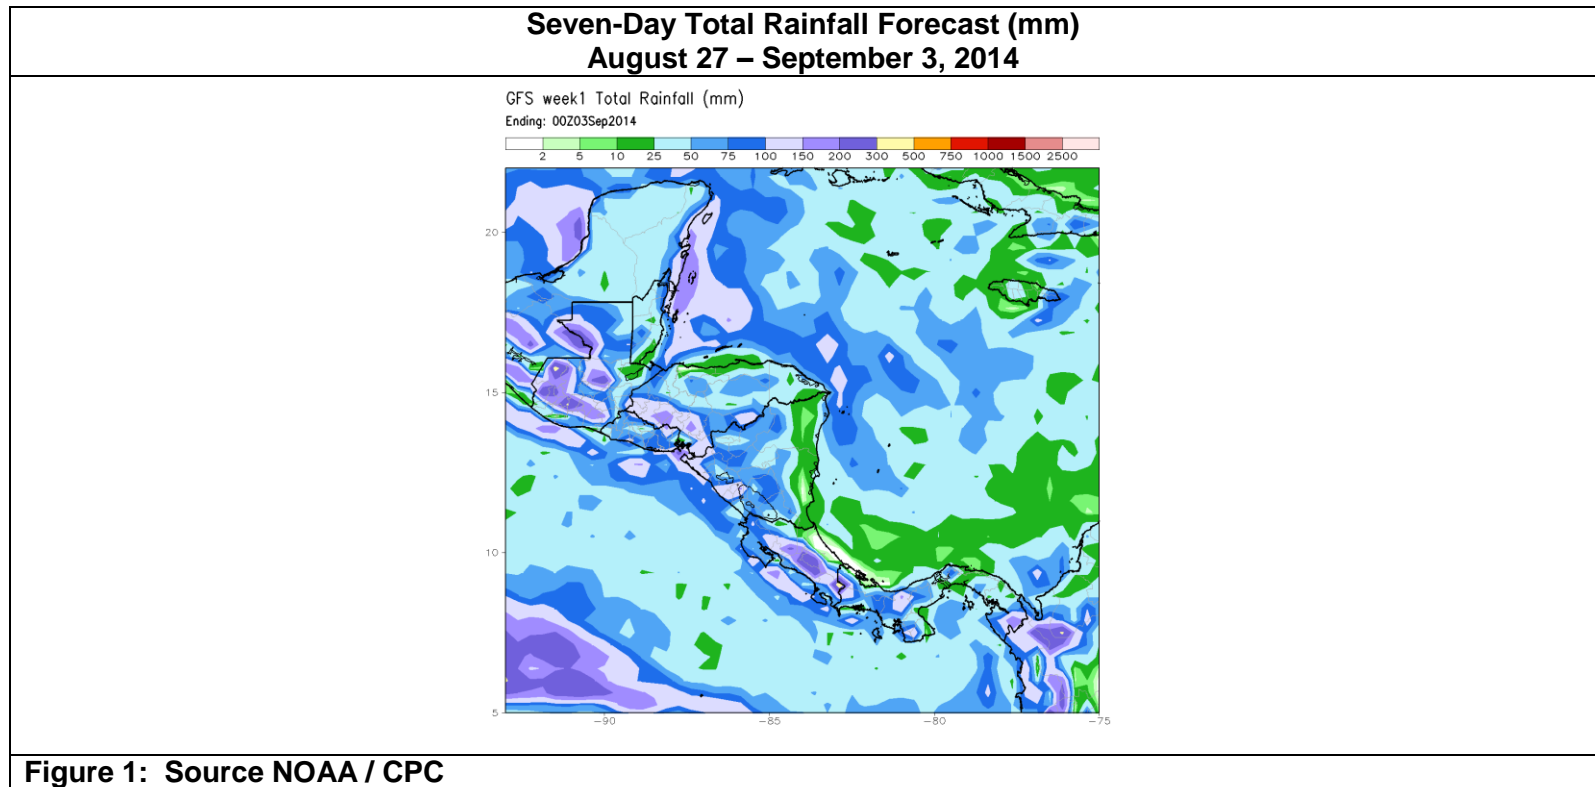 Seven-Day Total Rainfall Forecast (mm)
August 27 – September 3, 2014
GFS week1 Total Rainfall (mm)
Ending: 00Z03Sep2014
2 5 10 25 50 75 100 150 200 300 500 750 1000 1500 2500
20
15
10
5
-90 -85 -80 -75
Figure 1: Source NOAA / CPC